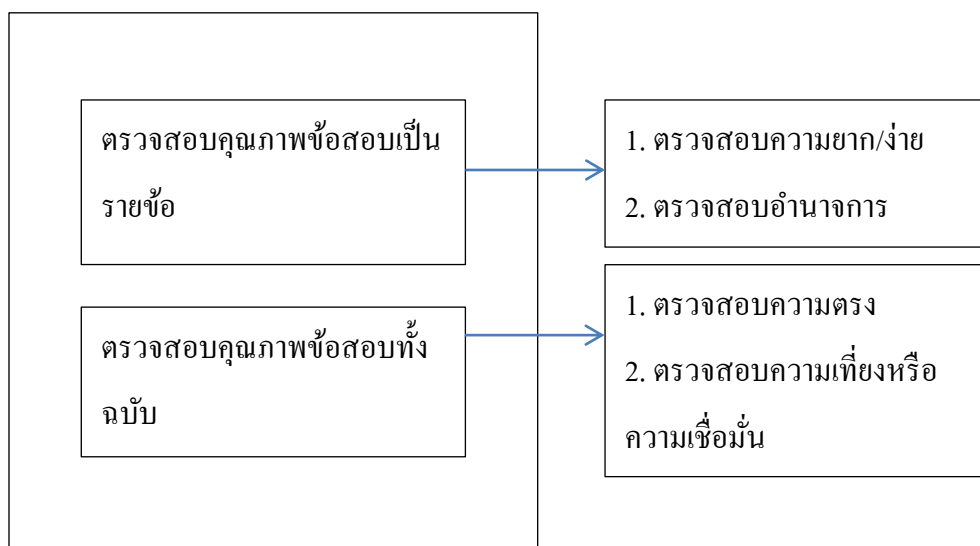 ตรวจสอบคุณภาพข้อสอบเป็น
รายข้อ
1. ตรวจสอบความยาก/ง่าย
2. ตรวจสอบอำนาจการ
ตรวจสอบคุณภาพข้อสอบทั้ง
ฉบับ
1. ตรวจสอบความตรง
2. ตรวจสอบความเที่ยงหรือ
ความเชื่อมั่น